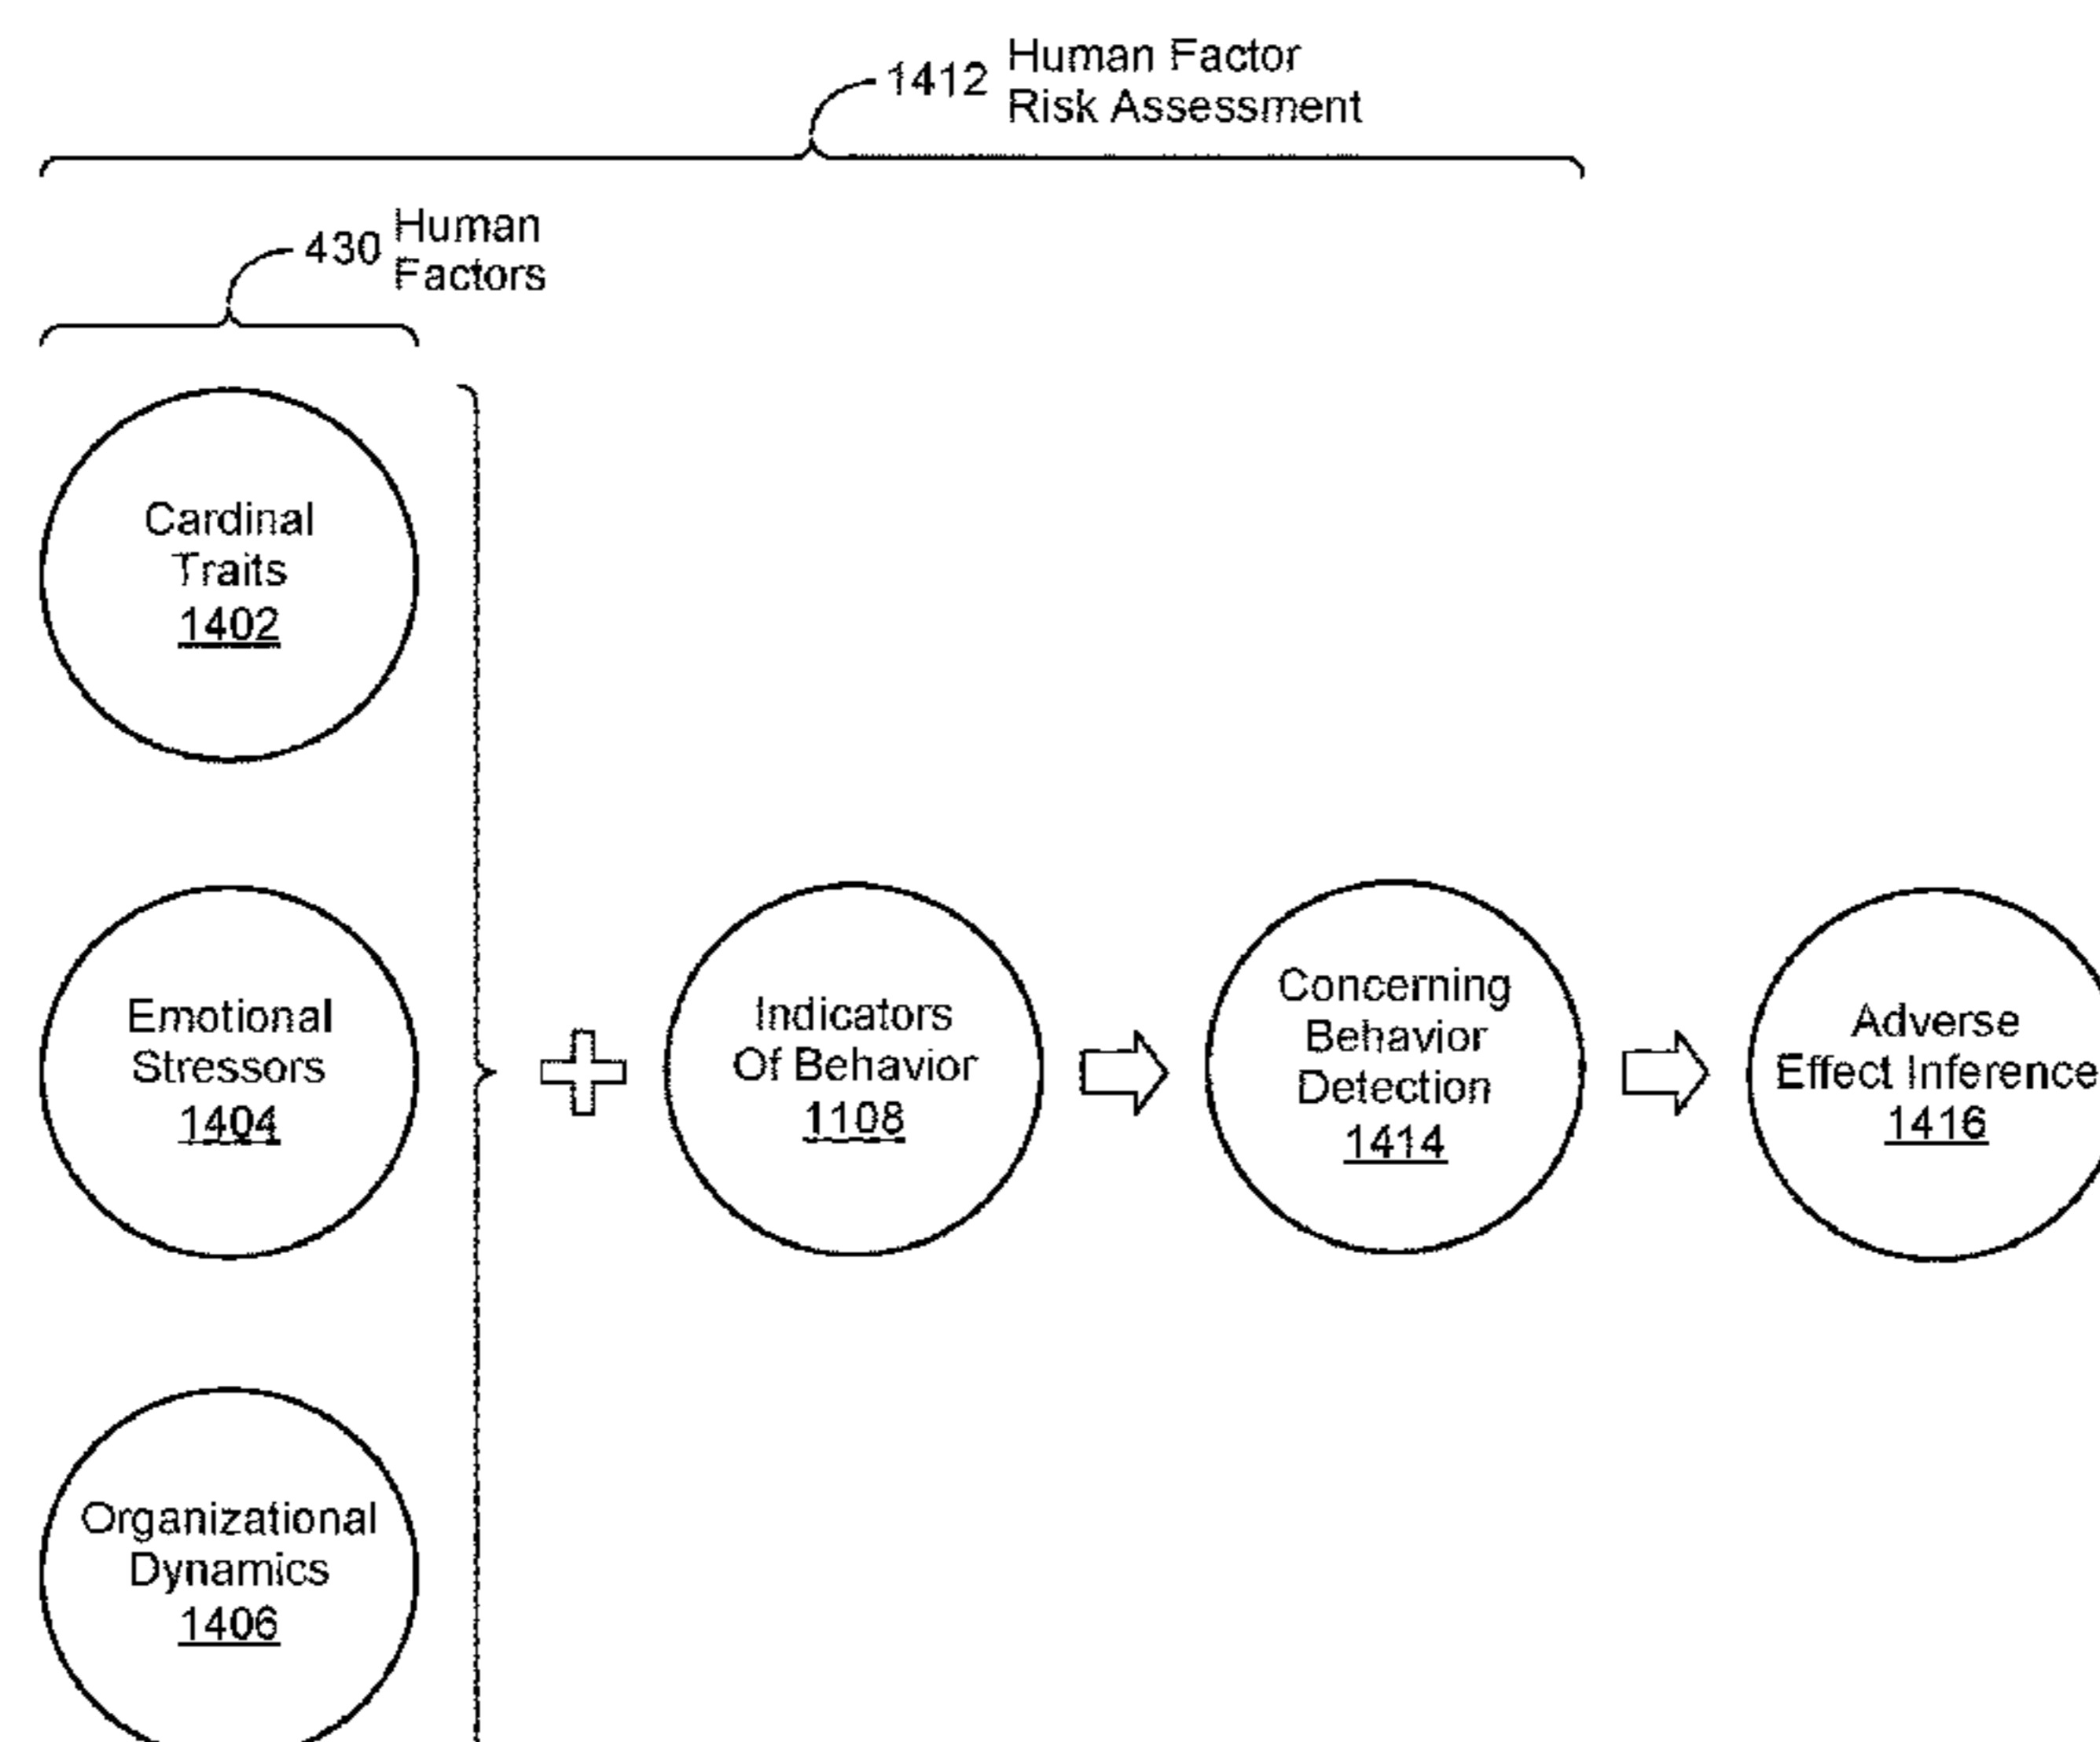 1412 Human Factor
Risk Assessment
430 Human
Factors
Cardinal
Traits
1402
Emotional
Stressors
1404
Indicators
Of Behavior
1108
Concerning
Behavior
Detection
1414
Adverse
Effect Inference
1416
Organizational
Dynamics
1406